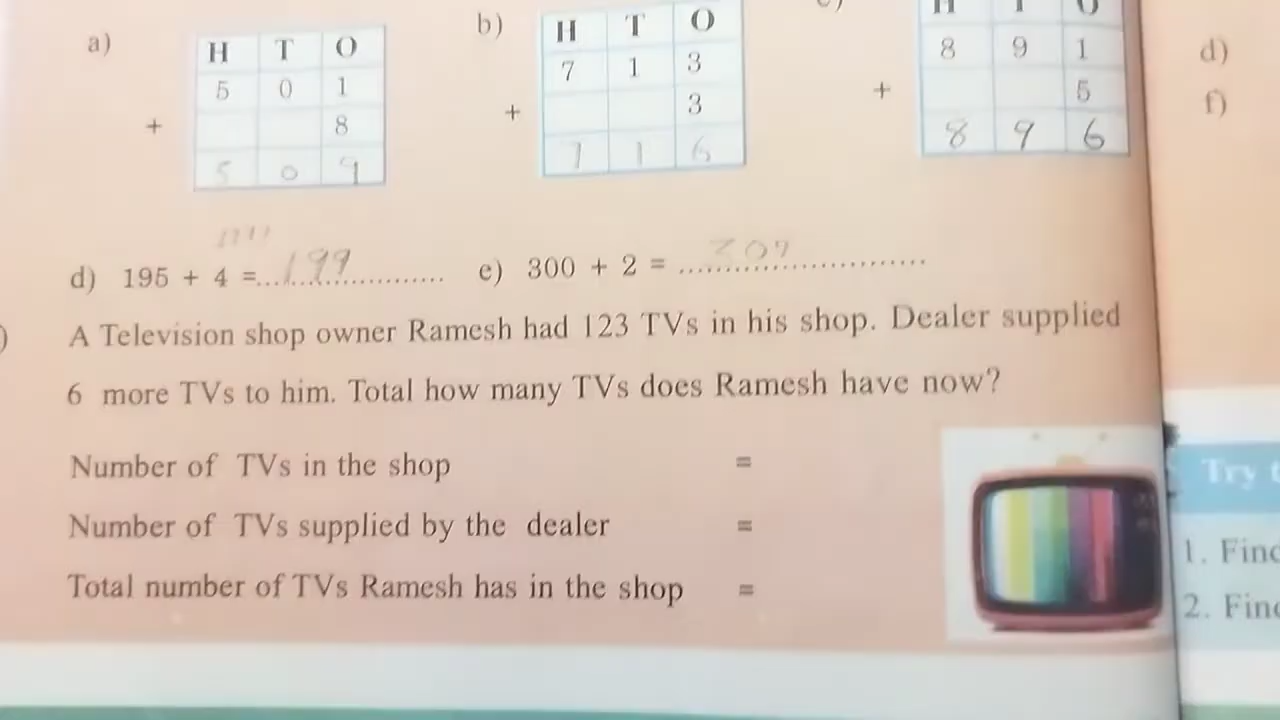 a)
H T O
5 0 1
+ 8
5 0 9
b)
H T O
7 1 3
+ 3
7 1 6
H T O
8 9 1
+ 5
8 9 6
d) 195 + 4 = 199
e) 300 + 2 = 302
A Television shop owner Ramesh had 123 TVs in his shop. Dealer supplied
6 more TVs to him. Total how many TVs does Ramesh have now?
Number of TVs in the shop =
Number of TVs supplied by the dealer =
Total number of TVs Ramesh has in the shop =
d)
f)
Try
1. Find
2. Find